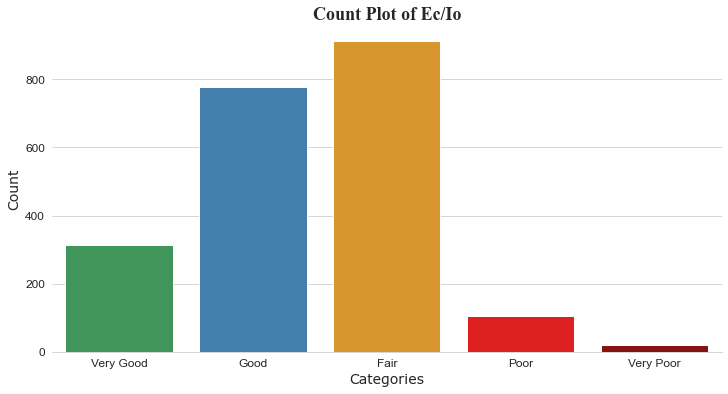 Count Plot of Ec/Io
Count
800
600
400
200
0
Very Good Good Fair Poor Very Poor
Categories